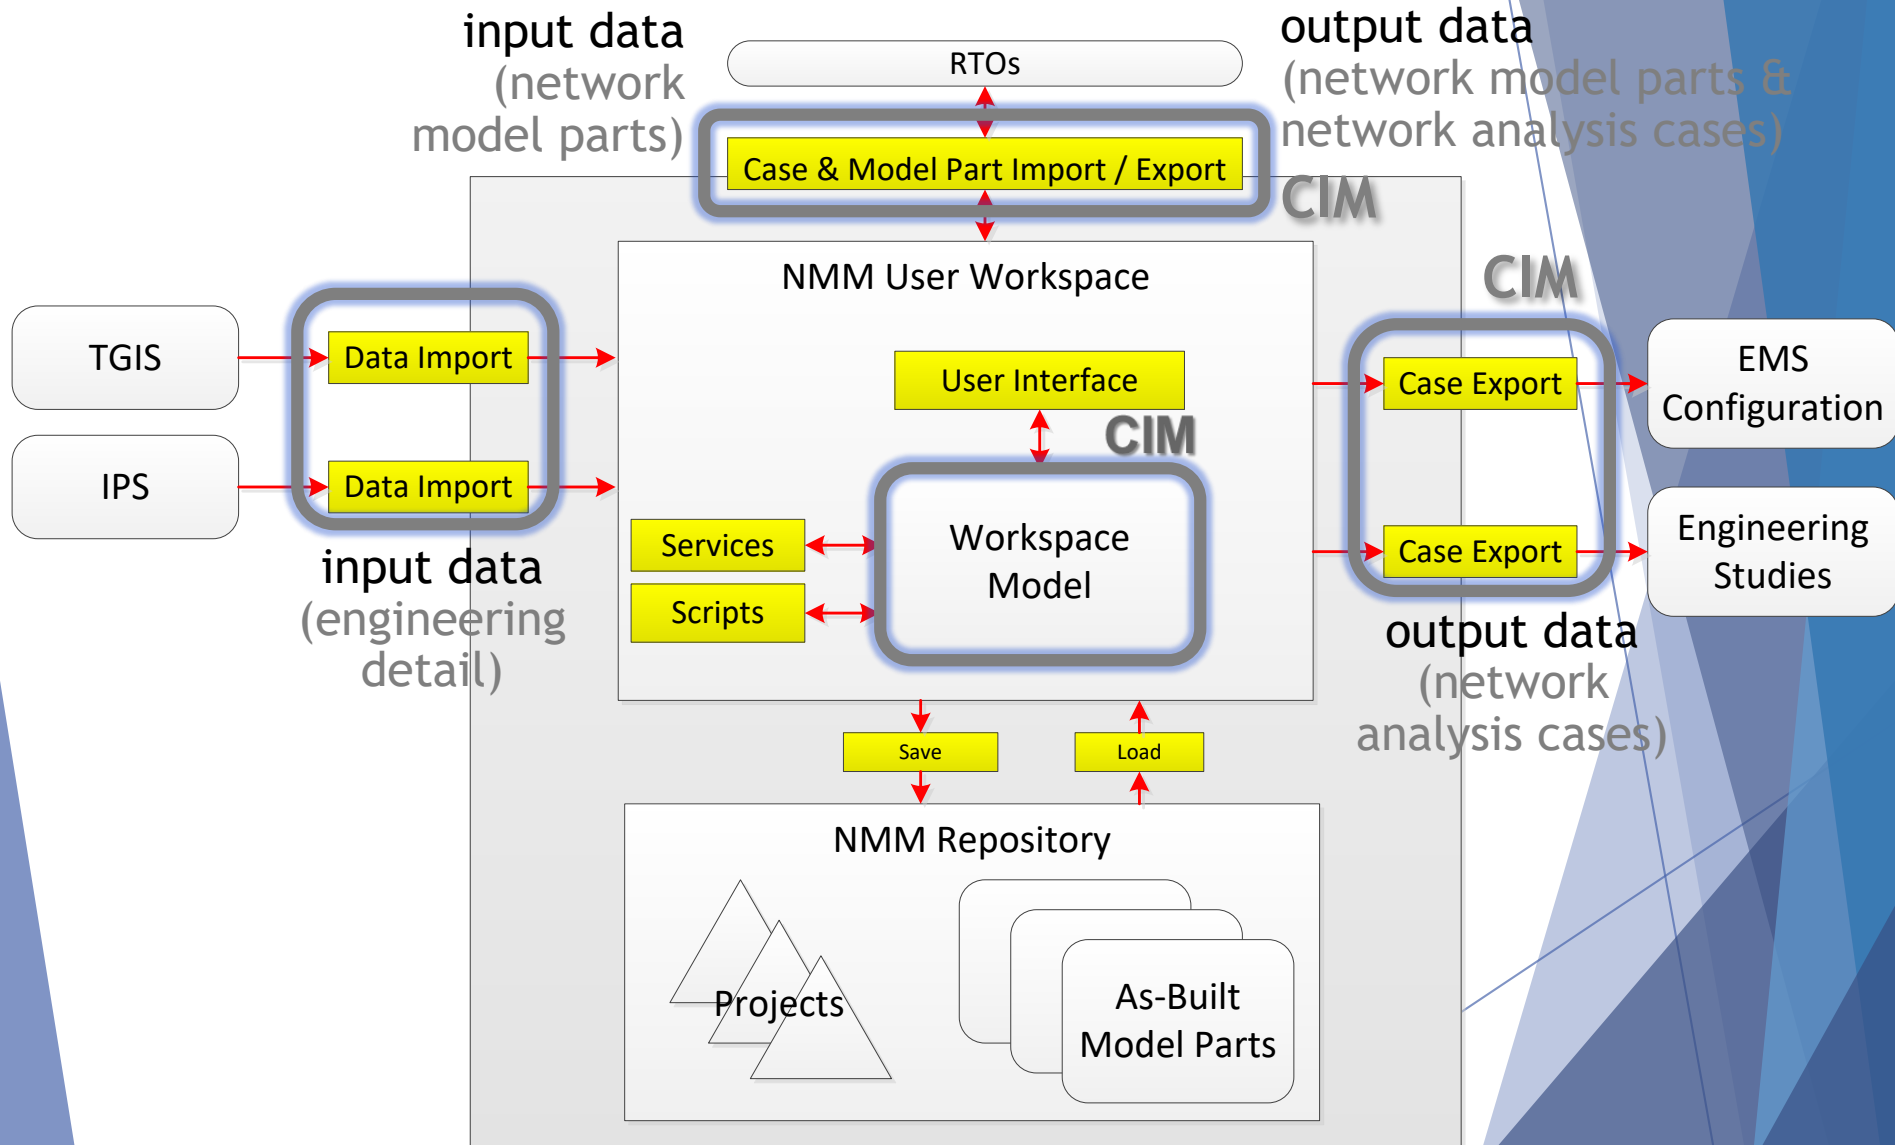 input data
(network
model parts)
RTOs
output data
(network model parts &
network analysis cases)
Case & Model Part Import / Export
CIM
NMM User Workspace
CIM
TGIS
Data Import
User Interface
Case Export
EMS
Configuration
CIM
IPS
Data Import
Workspace
Model
Services
Scripts
Case Export
Engineering
Studies
input data
(engineering
detail)
output data
(network
analysis cases)
Save
Load
NMM Repository
Projects
As-Built
Model Parts